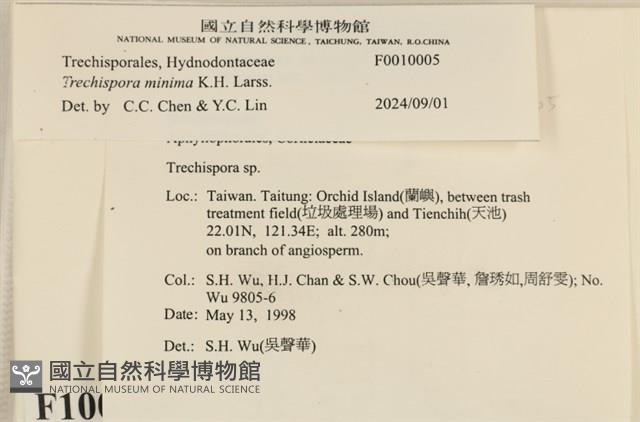 國立自然科學博物館
NATIONAL MUSEUM OF NATURAL SCIENCE, TAICHUNG, TAIWAN, R.O.CHINA
Trechisporales, Hydnodontaceae F0010005
Trechispora minima K.H. Larss.
Det. by C.C. Chen & Y.C. Lin 2024/09/01
Trechispora sp.
Loc.: Taiwan. Taitung: Orchid Island(蘭嶼), between trash
treatment field(垃圾處理場) and Tienchih(天池)
22.01N, 121.34E; alt. 280m;
on branch of angiosperm.
Col.: S.H. Wu, H.J. Chan & S.W. Chou(吳聲華, 詹琇如,周舒雯); No.
Wu 9805-6
Date: May 13, 1998
Det.: S.H. Wu(吳聲華)
國立自然科學博物館
NATIONAL MUSEUM OF NATURAL SCIENCE